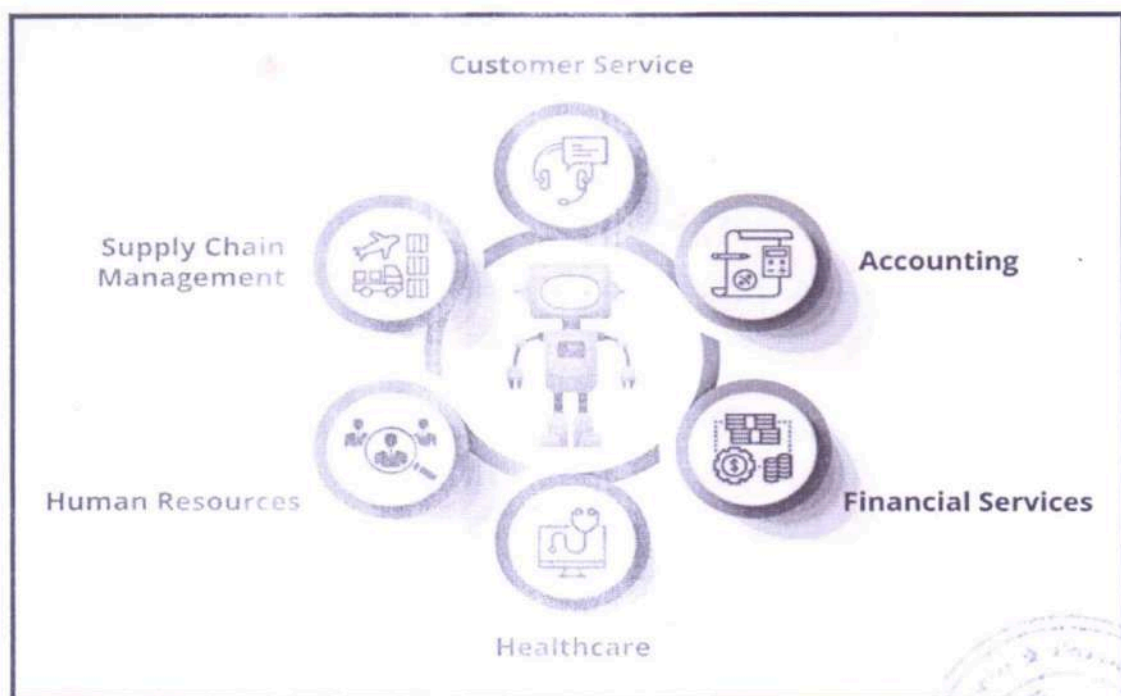 Customer Service
Supply Chain
Management
Accounting
Human Resources
Financial Services
Healthcare